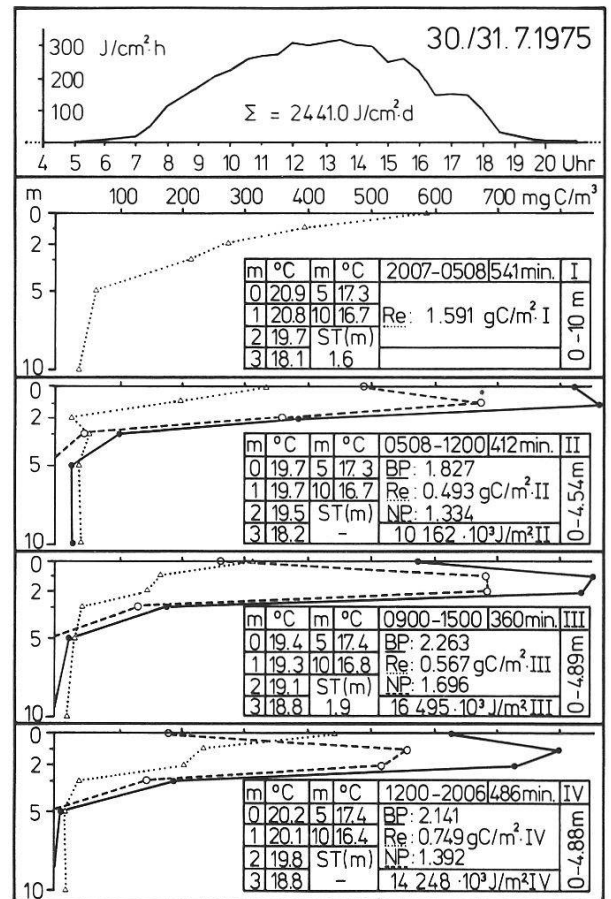 300 J/cm²·h 30./31.7.1975
200
100 Σ = 2441.0 J/cm²·d
4 5 6 7 8 9 10 11 12 13 14 15 16 17 18 19 20 Uhr
m 100 200 300 400 500 600 700 mg C/m³
0
2
5
10
m °C m °C 2007-0508 541min. I
0 20.9 5 17.3
1 20.8 10 16.7 Re: 1.591 gC/m²·I
2 19.7 ST(m)
3 18.1 1.6
0-10 m
0
2
5
10
m °C m °C 0508-1200 412min. II
0 19.7 5 17.3 BP: 1.827
1 19.7 10 16.7 Re: 0.493 gC/m²·II
2 19.5 ST(m) NP: 1.334
3 18.2 - 10 162 ·10³J/m²II
0-4.54m
0
2
5
10
m °C m °C 0900-1500 360min. III
0 19.4 5 17.4 BP: 2.263
1 19.3 10 16.8 Re: 0.567 gC/m²·III
2 19.1 ST(m) NP: 1.696
3 18.8 1.9 16 495 ·10³J/m²III
0-4.89m
0
2
5
10
m °C m °C 1200-2006 486min. IV
0 20.2 5 17.4 BP: 2.141
1 20.1 10 16.4 Re: 0.749 gC/m²·IV
2 19.8 ST(m) NP: 1.392
3 18.8 - 14 248 ·10³J/m²IV
0-4.88m